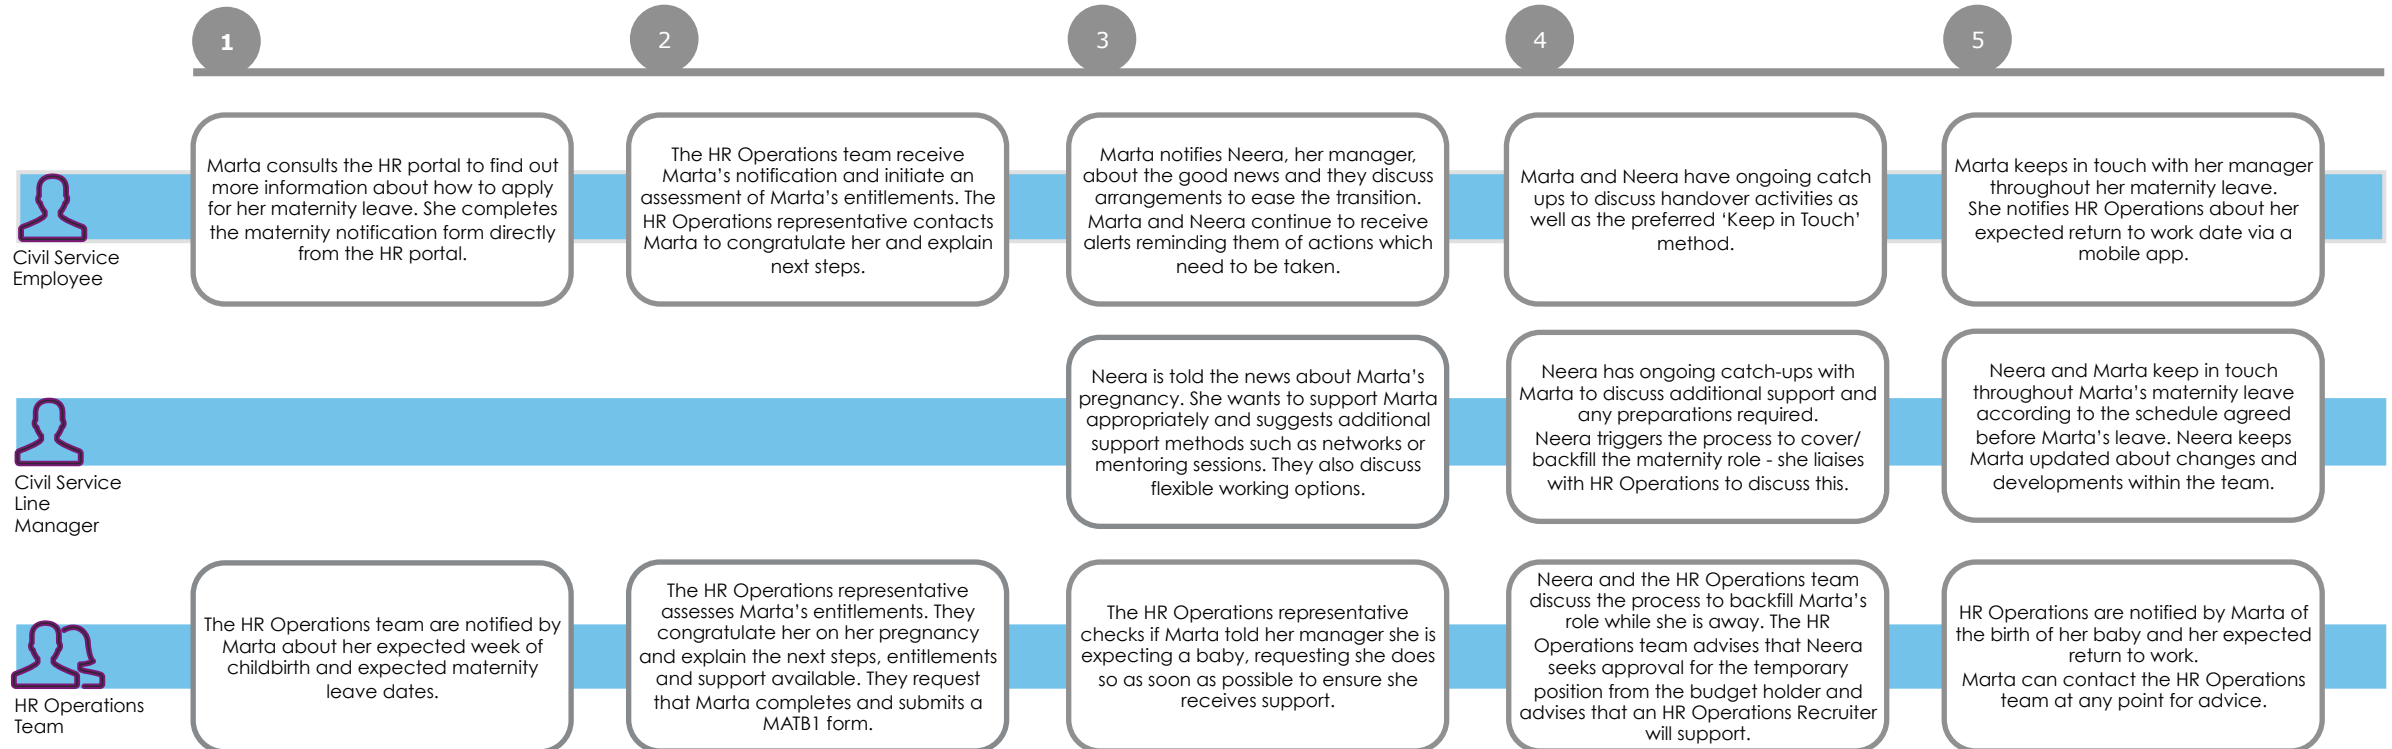 1
2
3
4
5
Civil Service
Employee
Marta consults the HR portal to find out
more information about how to apply
for her maternity leave. She completes
the maternity notification form directly
from the HR portal.
The HR Operations team receive
Marta’s notification and initiate an
assessment of Marta’s entitlements. The
HR Operations representative contacts
Marta to congratulate her and explain
next steps.
Marta notifies Neera, her manager,
about the good news and they discuss
arrangements to ease the transition.
Marta and Neera continue to receive
alerts reminding them of actions which
need to be taken.
Marta and Neera have ongoing catch
ups to discuss handover activities as
well as the preferred ‘Keep in Touch’
method.
Marta keeps in touch with her manager
throughout her maternity leave.
She notifies HR Operations about her
expected return to work date via a
mobile app.
Civil Service
Line
Manager
Neera is told the news about Marta’s
pregnancy. She wants to support Marta
appropriately and suggests additional
support methods such as networks or
mentoring sessions. They also discuss
flexible working options.
Neera has ongoing catch-ups with
Marta to discuss additional support and
any preparations required.
Neera triggers the process to cover/
backfill the maternity role - she liaises
with HR Operations to discuss this.
Neera and Marta keep in touch
throughout Marta’s maternity leave
according to the schedule agreed
before Marta’s leave. Neera keeps
Marta updated about changes and
developments within the team.
HR Operations
Team
The HR Operations team are notified by
Marta about her expected week of
childbirth and expected maternity
leave dates.
The HR Operations representative
assesses Marta’s entitlements. They
congratulate her on her pregnancy
and explain the next steps, entitlements
and support available. They request
that Marta completes and submits a
MATB1 form.
The HR Operations representative
checks if Marta told her manager she is
expecting a baby, requesting she does
so as soon as possible to ensure she
receives support.
Neera and the HR Operations team
discuss the process to backfill Marta’s
role while she is away. The HR
Operations team advises that Neera
seeks approval for the temporary
position from the budget holder and
advises that an HR Operations Recruiter
will support.
HR Operations are notified by Marta of
the birth of her baby and her expected
return to work.
Marta can contact the HR Operations
team at any point for advice.